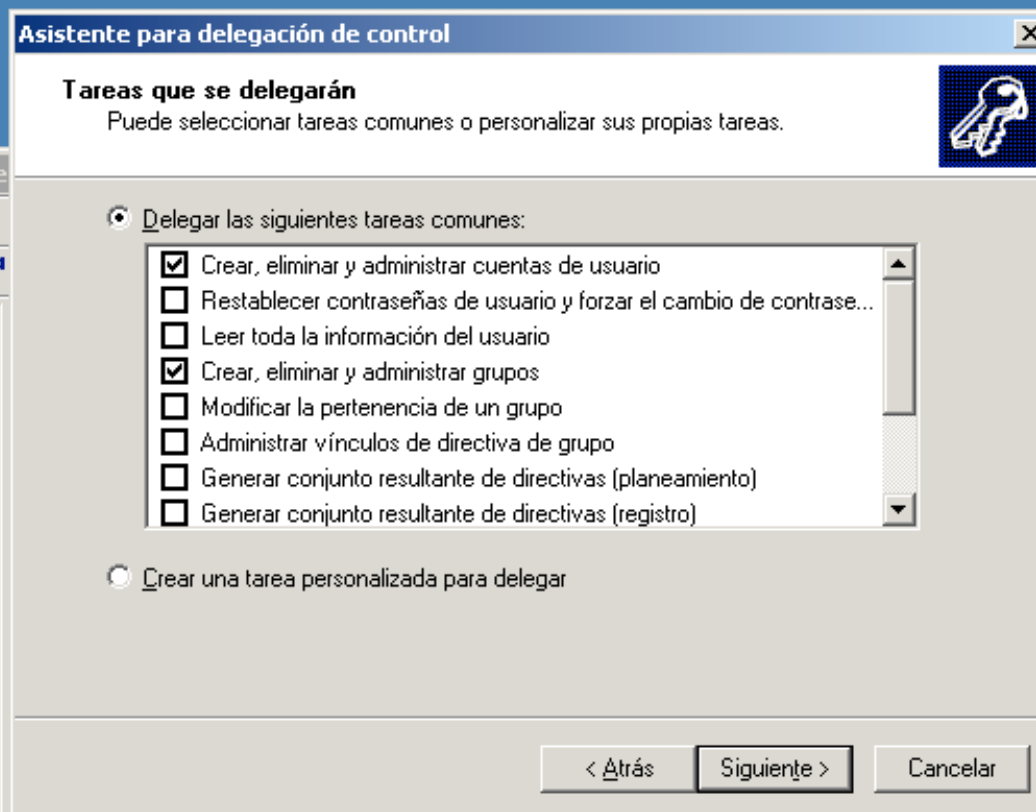 Asistente para delegación de control
Tareas que se delegarán
Puede seleccionar tareas comunes o personalizar sus propias tareas.
Delegar las siguientes tareas comunes:
Crear, eliminar y administrar cuentas de usuario
Restablecer contraseñas de usuario y forzar el cambio de contrase...
Leer toda la información del usuario
Crear, eliminar y administrar grupos
Modificar la pertenencia de un grupo
Administrar vínculos de directiva de grupo
Generar conjunto resultante de directivas (planeamiento)
Generar conjunto resultante de directivas (registro)
Crear una tarea personalizada para delegar
< Atrás
Siguiente >
Cancelar